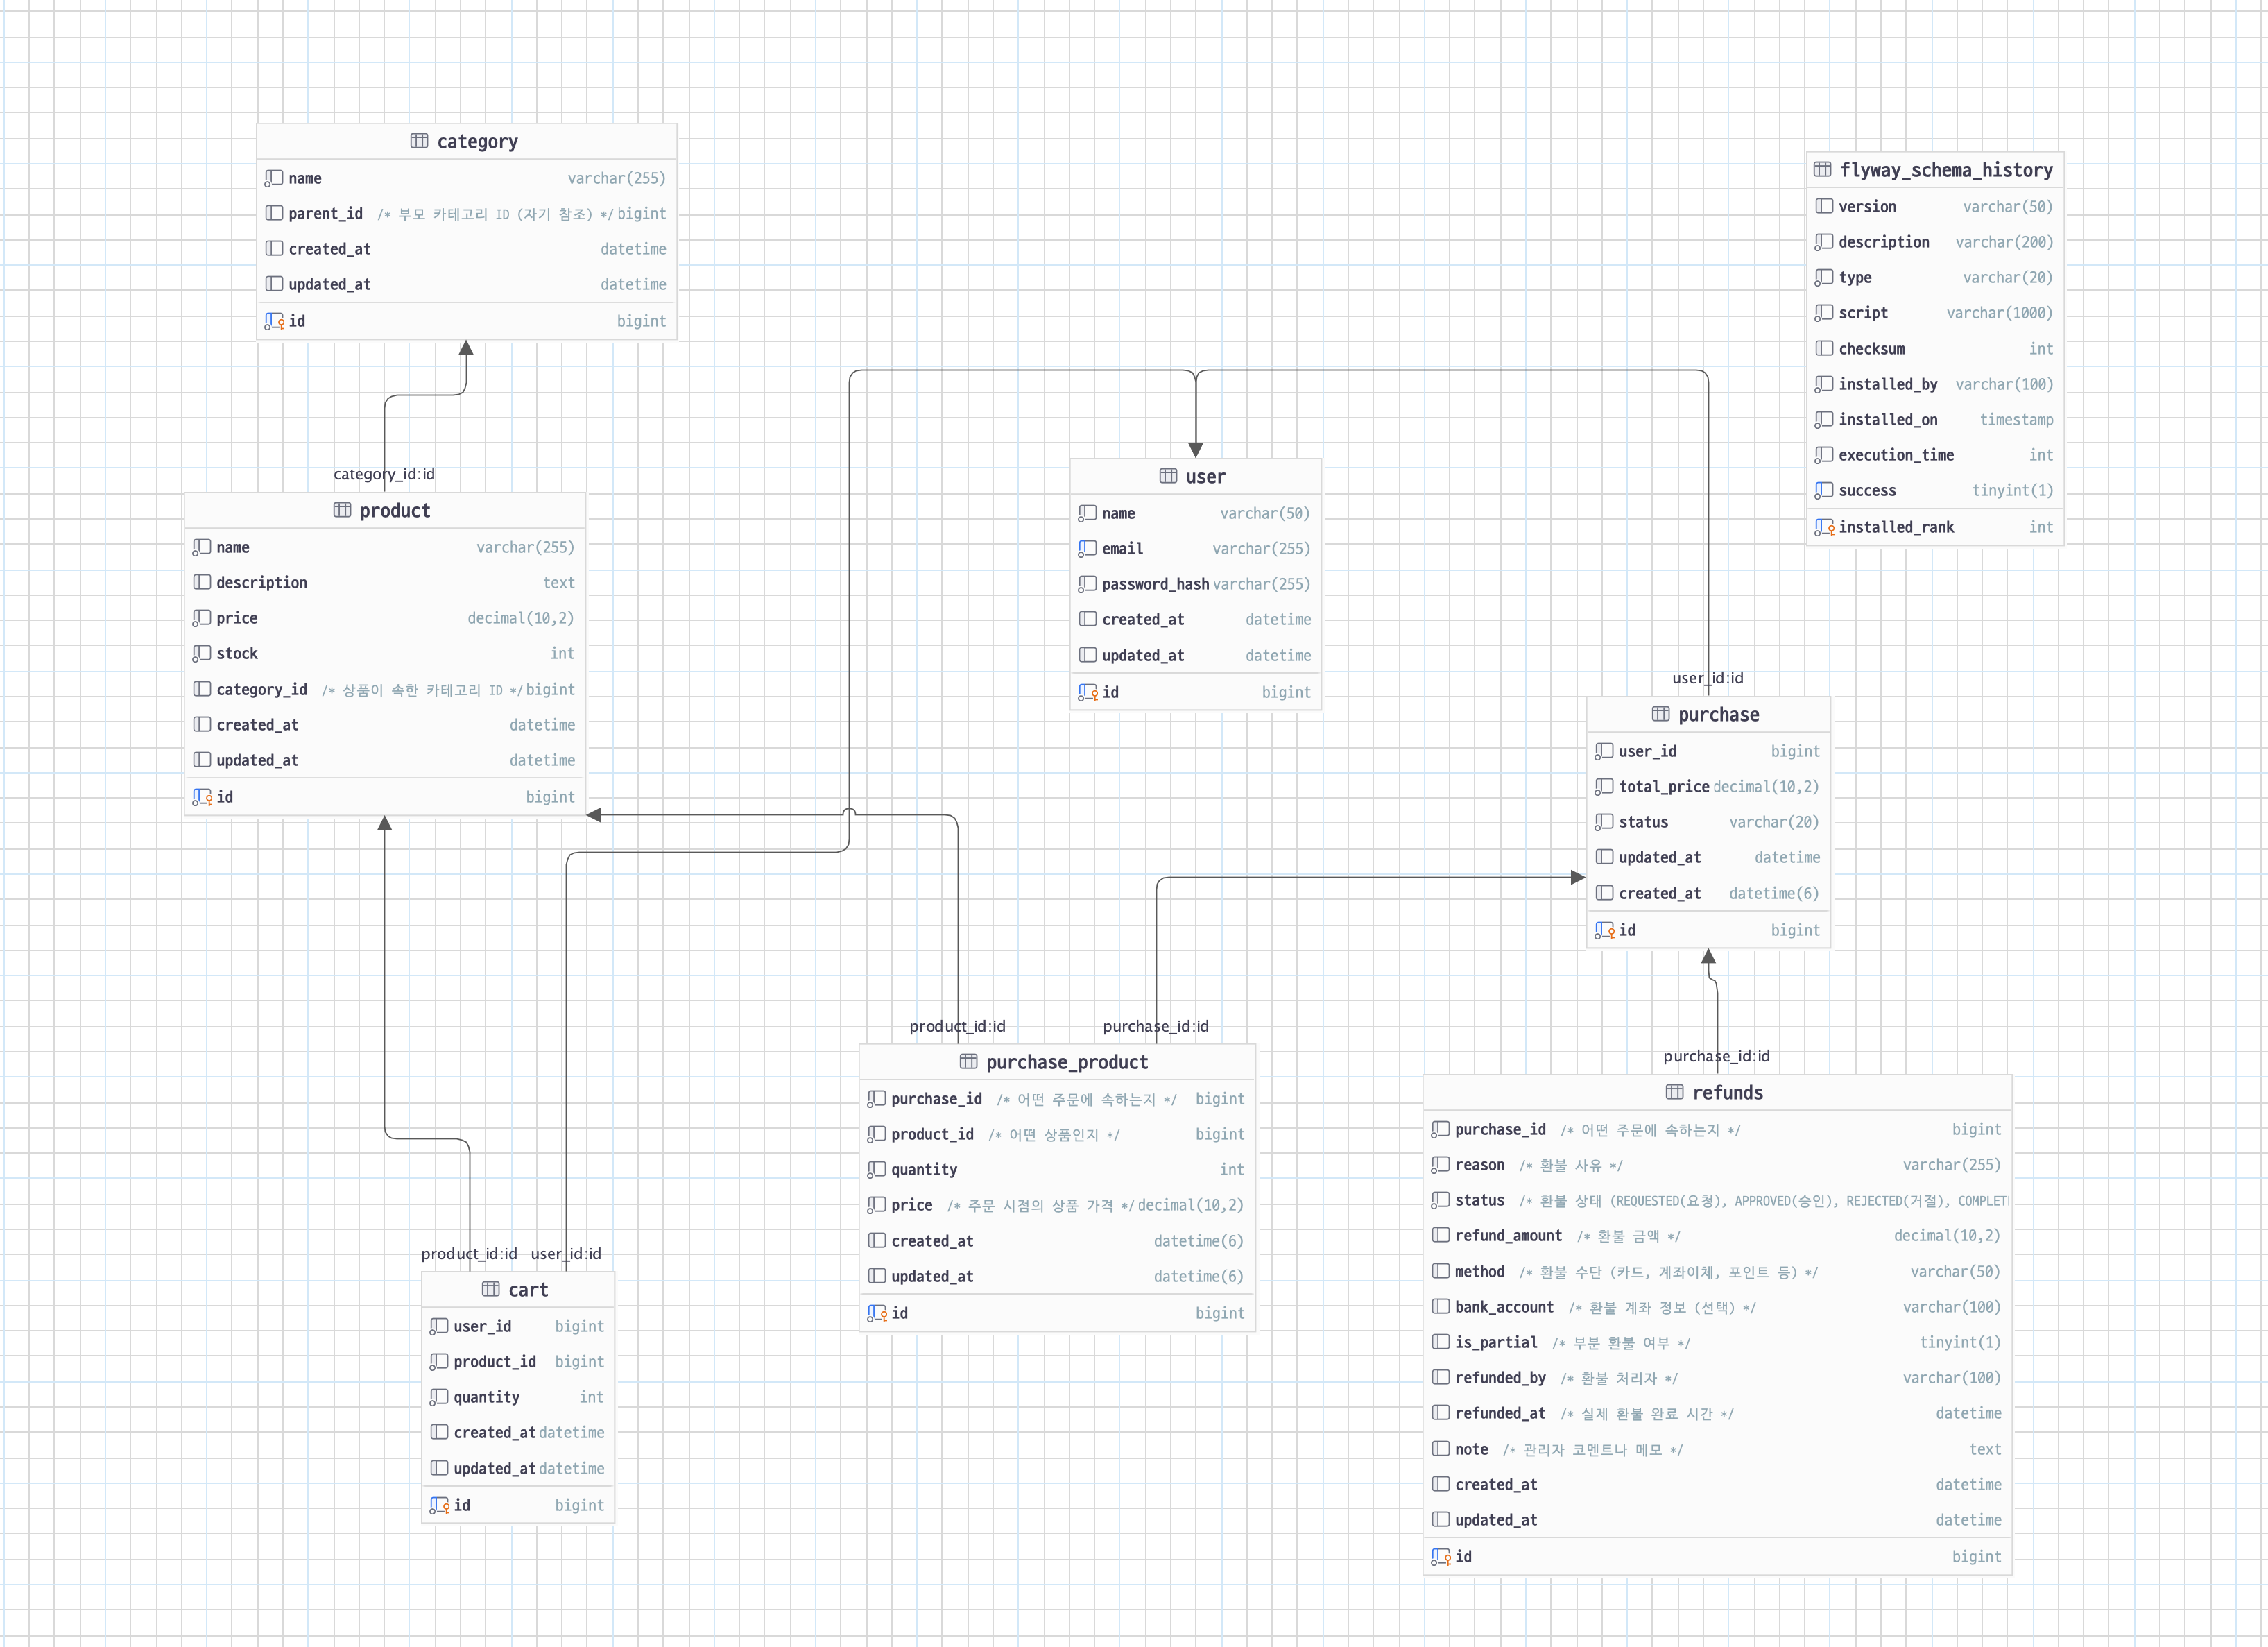 category
name varchar(255)
parent_id /* 부모 카테고리 ID (자기 참조) */ bigint
created_at datetime
updated_at datetime
id bigint
flyway_schema_history
version varchar(50)
description varchar(200)
type varchar(20)
script varchar(1000)
checksum int
installed_by varchar(100)
installed_on timestamp
execution_time int
success tinyint(1)
installed_rank int
category_id:id
product
name varchar(255)
description text
price decimal(10,2)
stock int
category_id /* 상품이 속한 카테고리 ID */ bigint
created_at datetime
updated_at datetime
id bigint
user
name varchar(50)
email varchar(255)
password_hash varchar(255)
created_at datetime
updated_at datetime
id bigint
user_id:id
purchase
user_id bigint
total_price decimal(10,2)
status varchar(20)
updated_at datetime
created_at datetime(6)
id bigint
product_id:id purchase_id:id
purchase_product
purchase_id /* 어떤 주문에 속하는지 */ bigint
product_id /* 어떤 상품인지 */ bigint
quantity int
price /* 주문 시점의 상품 가격 */ decimal(10,2)
created_at datetime(6)
updated_at datetime(6)
id bigint
purchase_id:id
refunds
purchase_id /* 어떤 주문에 속하는지 */ bigint
reason /* 환불 사유 */ varchar(255)
status /* 환불 상태 (REQUESTED(요청), APPROVED(승인), REJECTED(거절), COMPLET
refund_amount /* 환불 금액 */ decimal(10,2)
method /* 환불 수단 (카드, 계좌이체, 포인트 등) */ varchar(50)
bank_account /* 환불 계좌 정보 (선택) */ varchar(100)
is_partial /* 부분 환불 여부 */ tinyint(1)
refunded_by /* 환불 처리자 */ varchar(100)
refunded_at /* 실제 환불 완료 시간 */ datetime
note /* 관리자 코멘트나 메모 */ text
created_at datetime
updated_at datetime
id bigint
product_id:id user_id:id
cart
user_id bigint
product_id bigint
quantity int
created_at datetime
updated_at datetime
id bigint